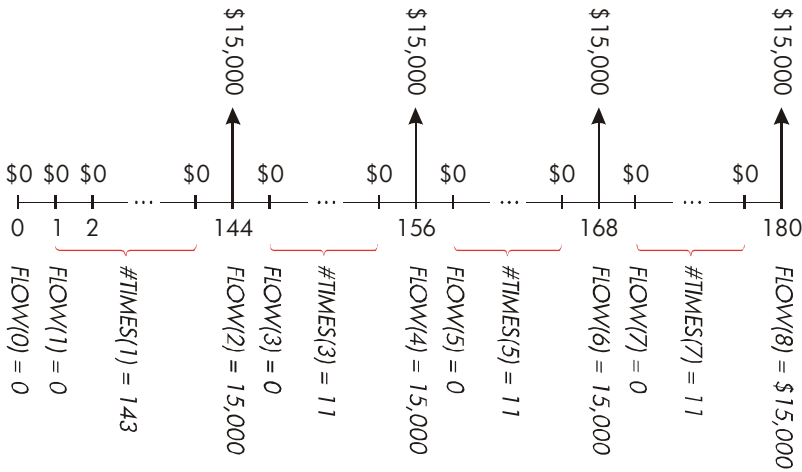 $15,000 $15,000 $15,000 $15,000
$0 $0 $0 $0 $0 $0 $0 $0 $0 $0
... ... ... ...
0 1 2 144 156 168 180
FLOW(0) = 0
FLOW(1) = 0
#TIMES(1) = 143
FLOW(2) = 15,000
FLOW(3) = 0
#TIMES(3) = 11
FLOW(4) = 15,000
FLOW(5) = 0
#TIMES(5) = 11
FLOW(6) = 15,000
FLOW(7) = 0
#TIMES(7) = 11
FLOW(8) = $15,000